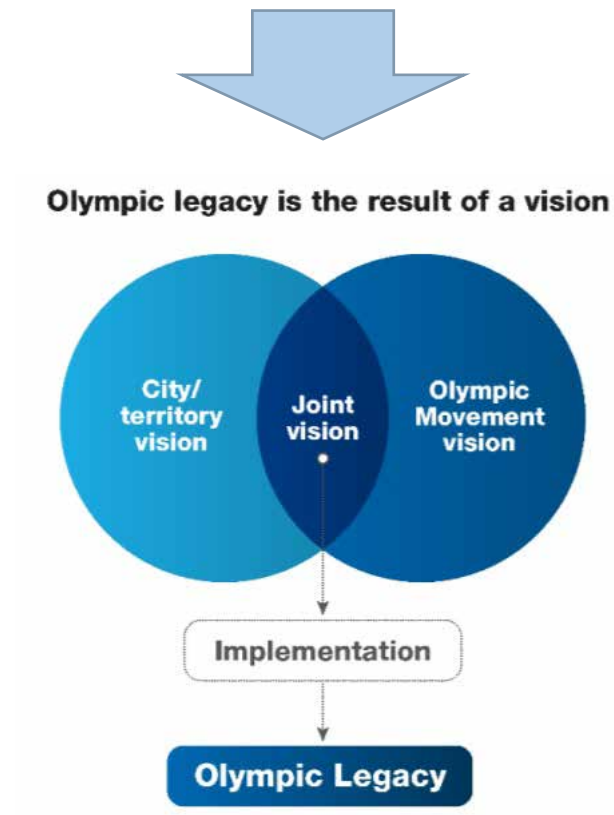 Olympic legacy is the result of a vision
City/
territory
vision
Joint
vision
Olympic
Movement
vision
Implementation
Olympic Legacy